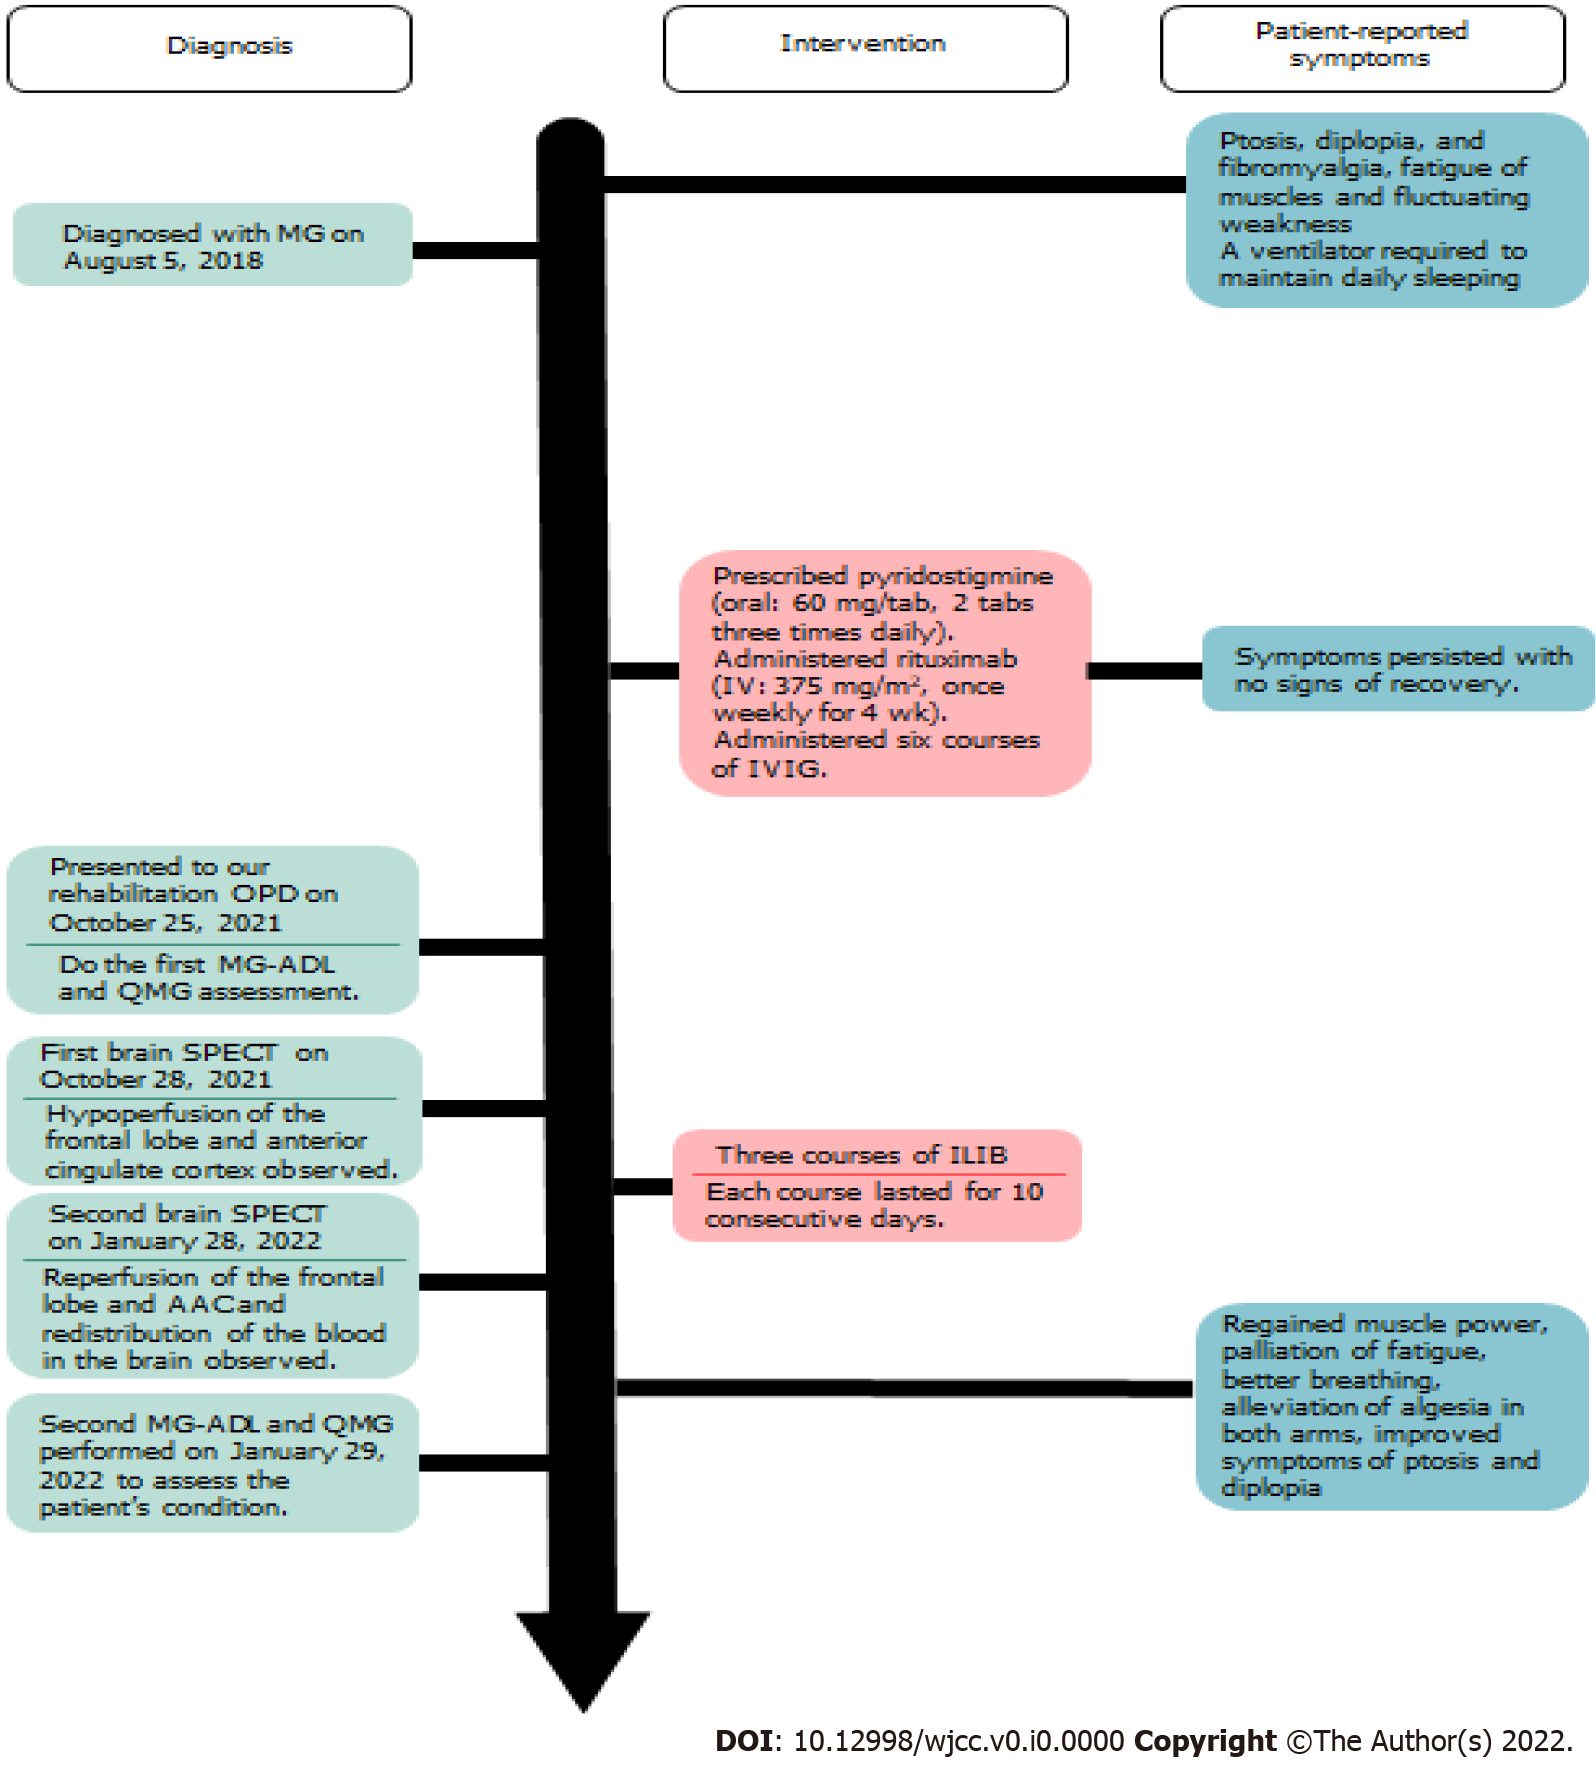 Diagnosis
Intervention
Patient-reported
symptoms
Ptosis, diplopia, and
fibromyalgia, fatigue of
muscles and fluctuating
weakness
A ventilator required to
maintain daily sleeping
Diagnosed with MG on
August 5, 2018
Prescribed pyridostigmine
(oral: 60 mg/tab, 2 tabs
three times daily).
Administered rituximab
(IV: 375 mg/m², once
weekly for 4 wk).
Administered six courses
of IVIG.
Symptoms persisted with
no signs of recovery.
Presented to our
rehabilitation OPD on
October 25, 2021
Do the first MG-ADL
and QMG assessment.
First brain SPECT on
October 28, 2021
Hypoperfusion of the
frontal lobe and anterior
cingulate cortex observed.
Three courses of ILIB
Each course lasted for 10
consecutive days.
Second brain SPECT
on January 28, 2022
Reperfusion of the frontal
lobe and AAC and
redistribution of the blood
in the brain observed.
Regained muscle power,
palliation of fatigue,
better breathing,
alleviation of algesia in
both arms, improved
symptoms of ptosis and
diplopia
Second MG-ADL and QMG
performed on January 29,
2022 to assess the
patient's condition.
DOI: 10.12998/wjcc.v0.i0.0000 Copyright ©The Author(s) 2022.